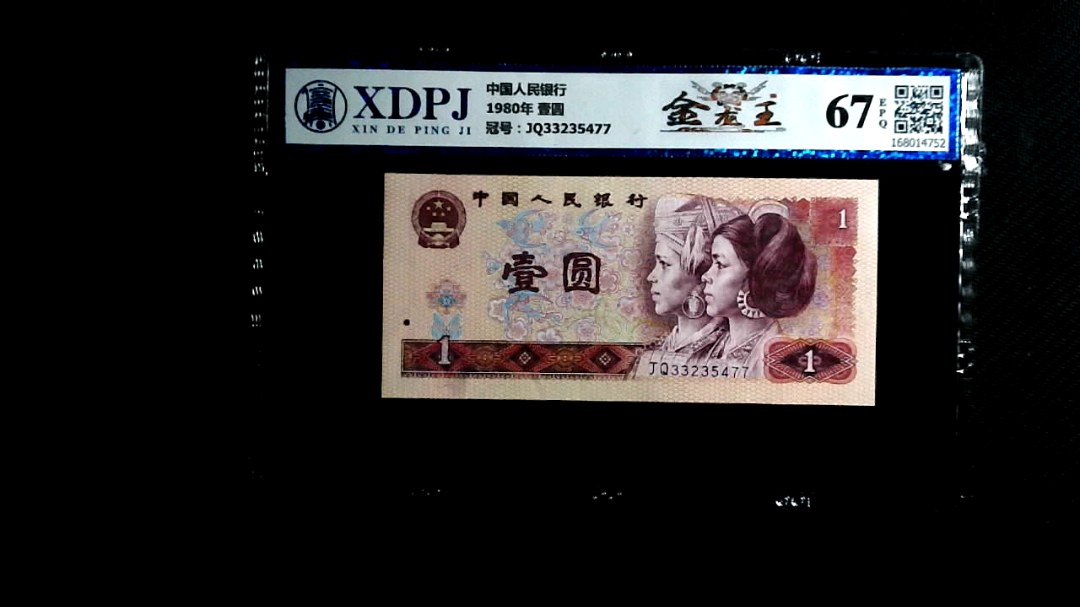 XDPJ
XIN DE PING JI
中国人民银行
1980年 壹圆
冠号：JQ33235477
金龙王
67
EPQ
168014752
中国人民银行
1
壹圆
1
JQ33235477
1